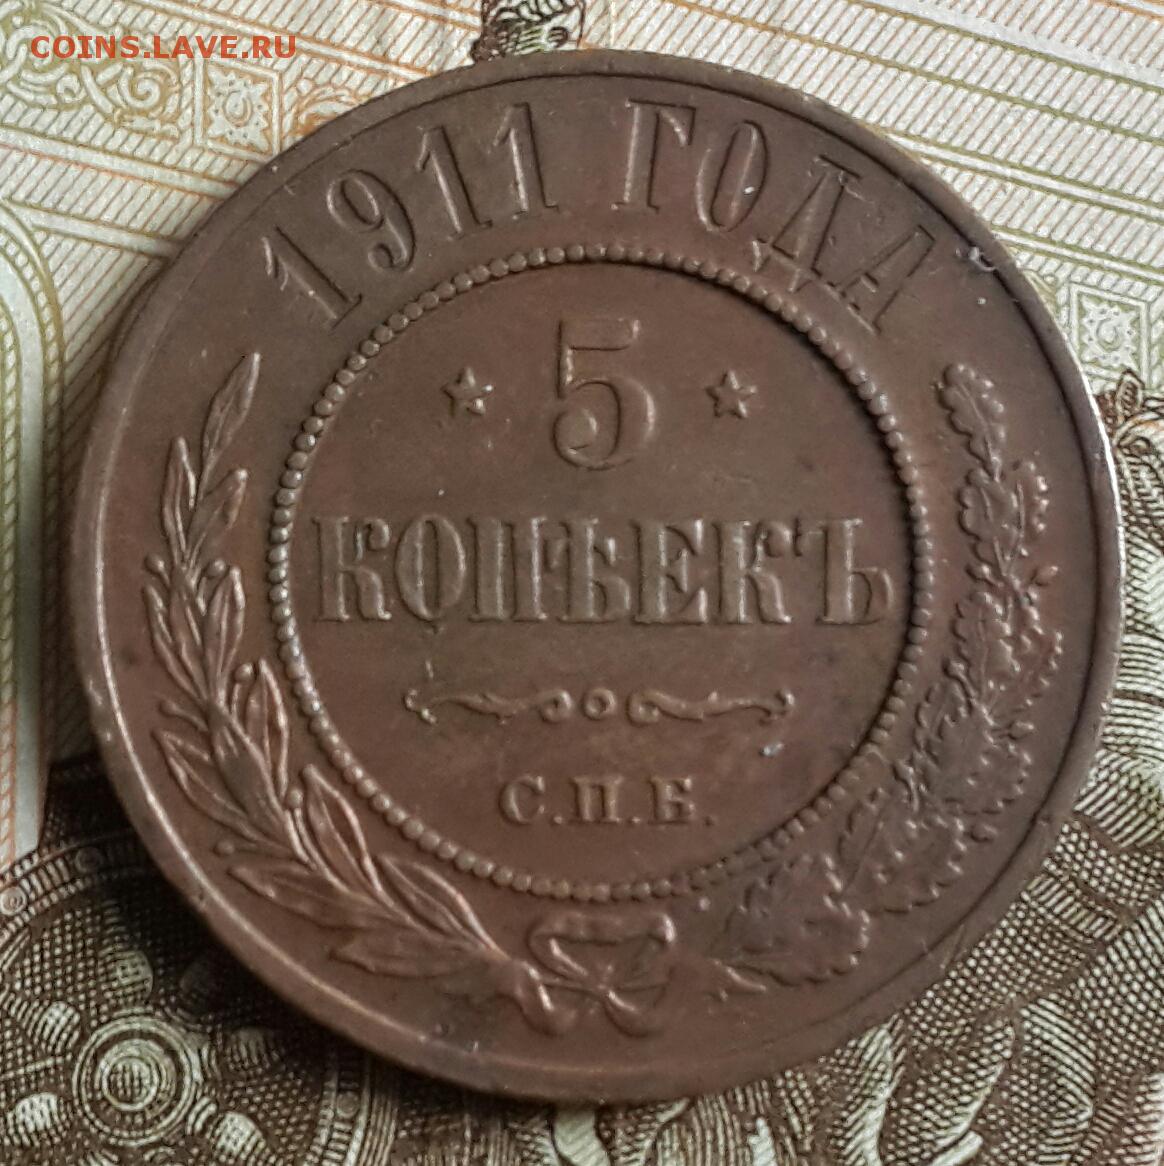 COINS.LAVE.RU
1911 ГОДА
5
КОПѢЕКЪ
С.П.Б.